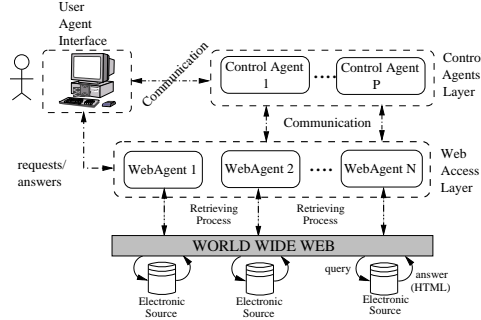 User
Agent
Interface
Communication
Control Agent
1
Control Agent
P
Contro
Agents
Layer
Communication
requests/
answers
WebAgent 1
WebAgent 2
WebAgent N
Web
Access
Layer
Retrieving
Process
Retrieving
Process
WORLD WIDE WEB
query
answer
(HTML)
Electronic
Source
Electronic
Source
Electronic
Source